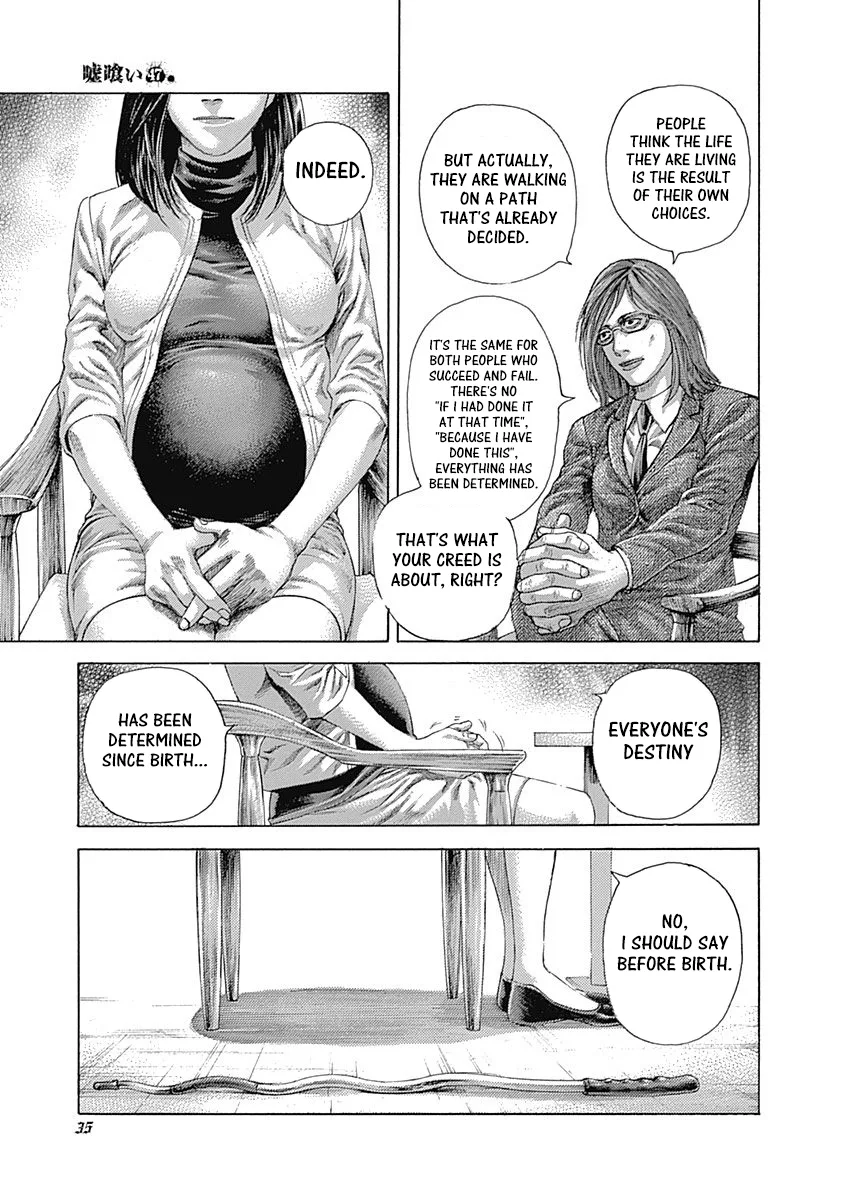 嘘喰い
PEOPLE
THINK THE LIFE
THEY ARE LIVING
IS THE RESULT
OF THEIR OWN
CHOICES.
BUT ACTUALLY,
THEY ARE WALKING
ON A PATH
THAT'S ALREADY
DECIDED.
IT'S THE SAME FOR
BOTH PEOPLE WHO
SUCCEED AND FAIL.
THERE'S NO
"IF I HAD DONE IT
AT THAT TIME",
"BECAUSE I HAVE
DONE THIS",
EVERYTHING HAS
BEEN DETERMINED.
THAT'S WHAT
YOUR CREED IS
ABOUT, RIGHT?
INDEED.
EVERYONE'S
DESTINY
HAS BEEN
DETERMINED
SINCE BIRTH...
NO,
I SHOULD SAY
BEFORE BIRTH.
35